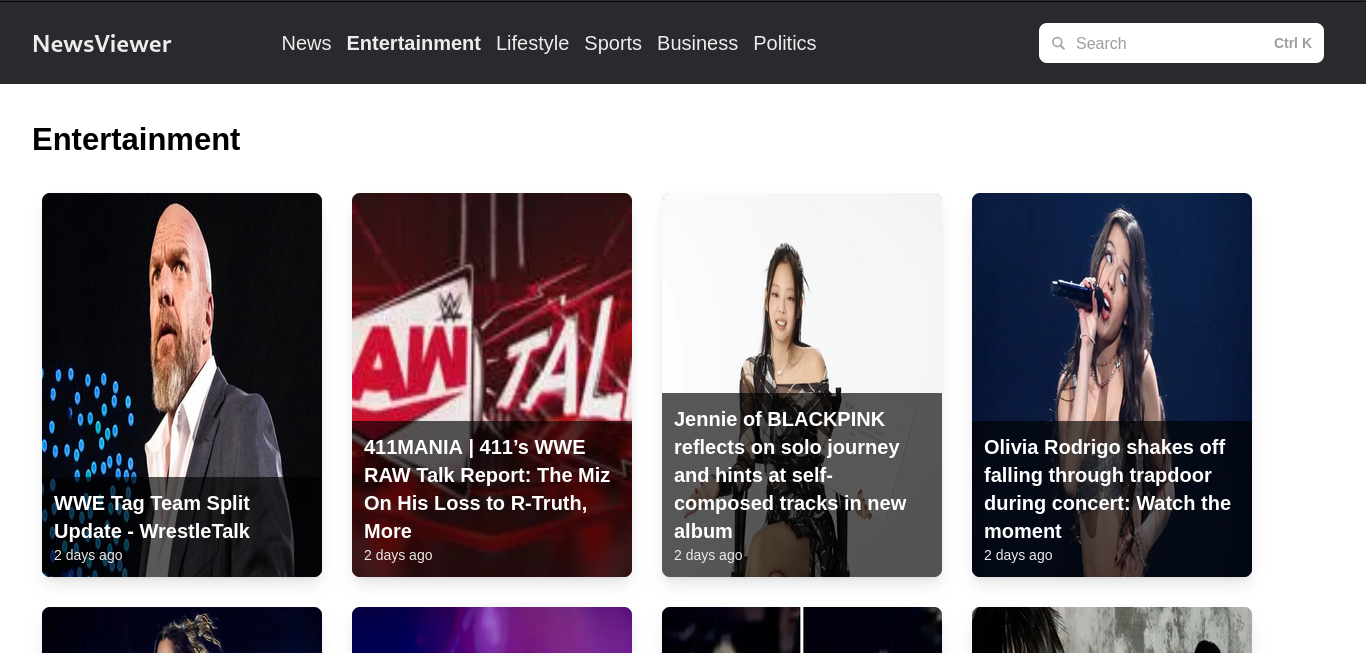 NewsViewer
News Entertainment Lifestyle Sports Business Politics
Search Ctrl K
Entertainment
WWE Tag Team Split
Update - WrestleTalk
2 days ago
AW TAL
411MANIA | 411’s WWE
RAW Talk Report: The Miz
On His Loss to R-Truth,
More
2 days ago
Jennie of BLACKPINK
reflects on solo journey
and hints at self-
composed tracks in new
album
2 days ago
Olivia Rodrigo shakes off
falling through trapdoor
during concert: Watch the
moment
2 days ago